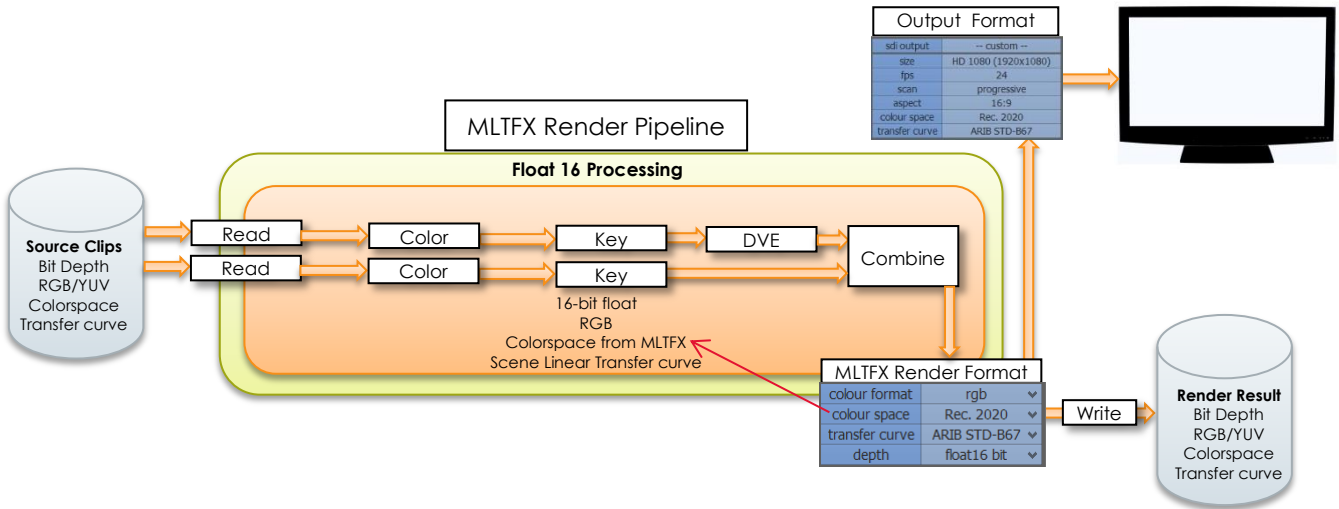 Output Format
sdi output -- custom --
size HD 1080 (1920x1080)
fps 24
scan progressive
aspect 16:9
colour space Rec. 2020
transfer curve ARIB STD-B67
MLTFX Render Pipeline
Float 16 Processing
Source Clips
Bit Depth
RGB/YUV
Colorspace
Transfer curve
Read
Color
Key
DVE
Read
Color
Key
Combine
16-bit float
RGB
Colorspace from MLTFX
Scene Linear Transfer curve
MLTFX Render Format
colour format rgb
colour space Rec. 2020
transfer curve ARIB STD-B67
depth float16 bit
Write
Render Result
Bit Depth
RGB/YUV
Colorspace
Transfer curve